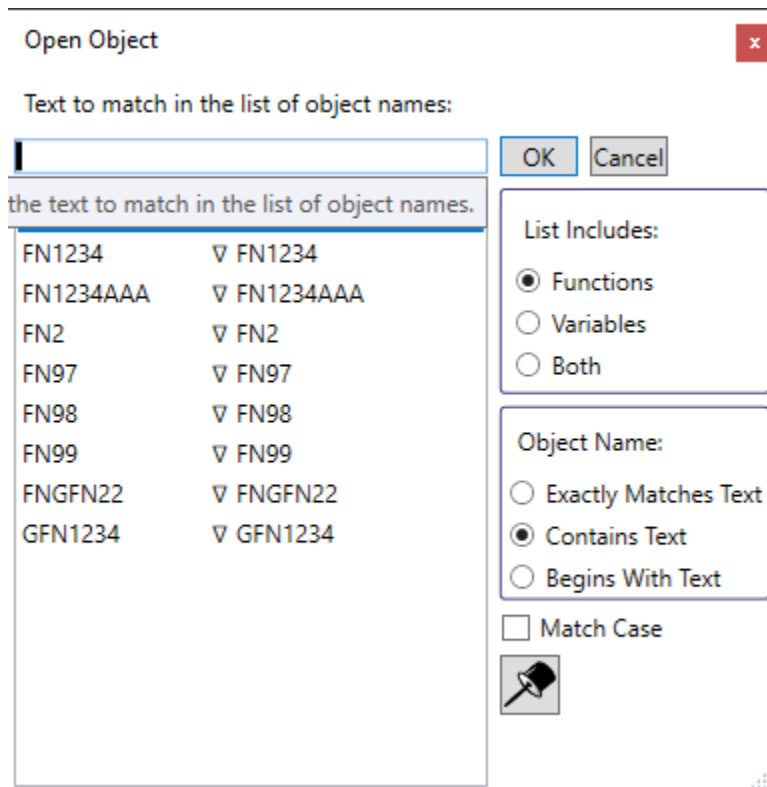 Open Object
x
Text to match in the list of object names:
OK Cancel
the text to match in the list of object names.
List Includes:
FN1234 ∇ FN1234
Functions
FN1234AAA ∇ FN1234AAA
Variables
FN2 ∇ FN2
Both
FN97 ∇ FN97
FN98 ∇ FN98
Object Name:
FN99 ∇ FN99
FNGFN22 ∇ FNGFN22
Exactly Matches Text
GFN1234 ∇ GFN1234
Contains Text
Begins With Text
Match Case